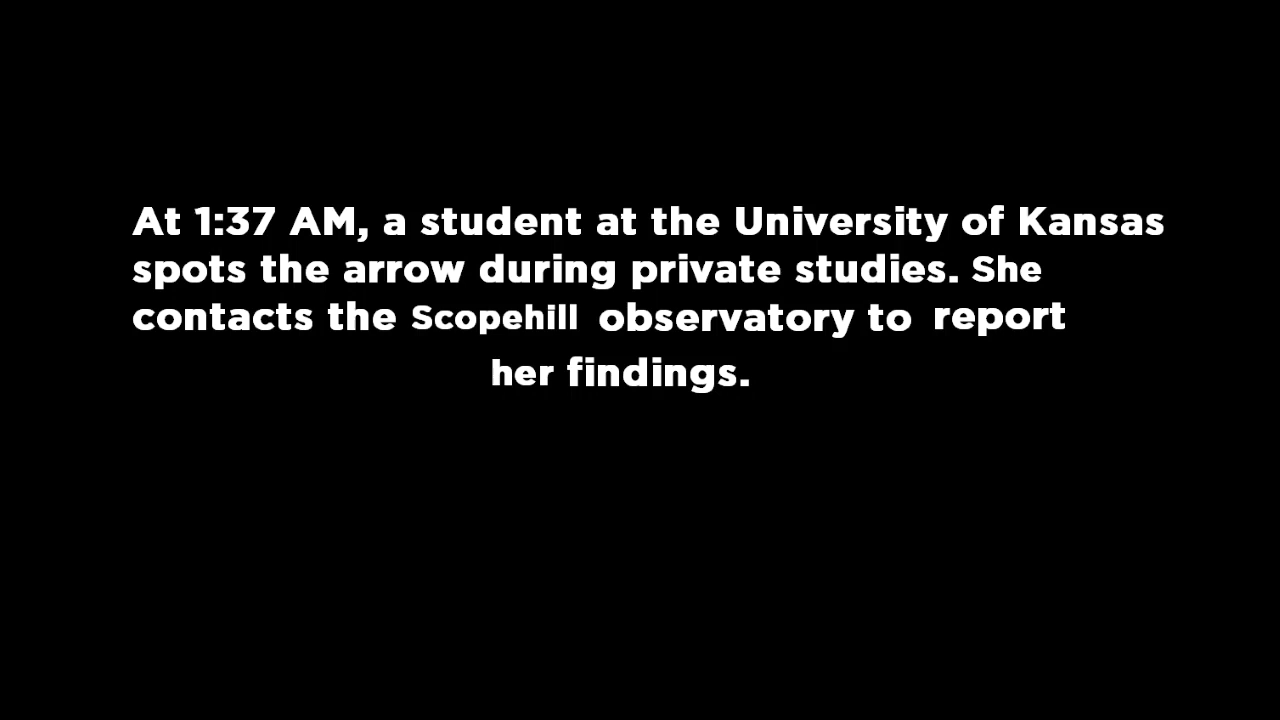 At 1:37 AM, a student at the University of Kansas
spots the arrow during private studies. She
contacts the Scopehill observatory to report
her findings.